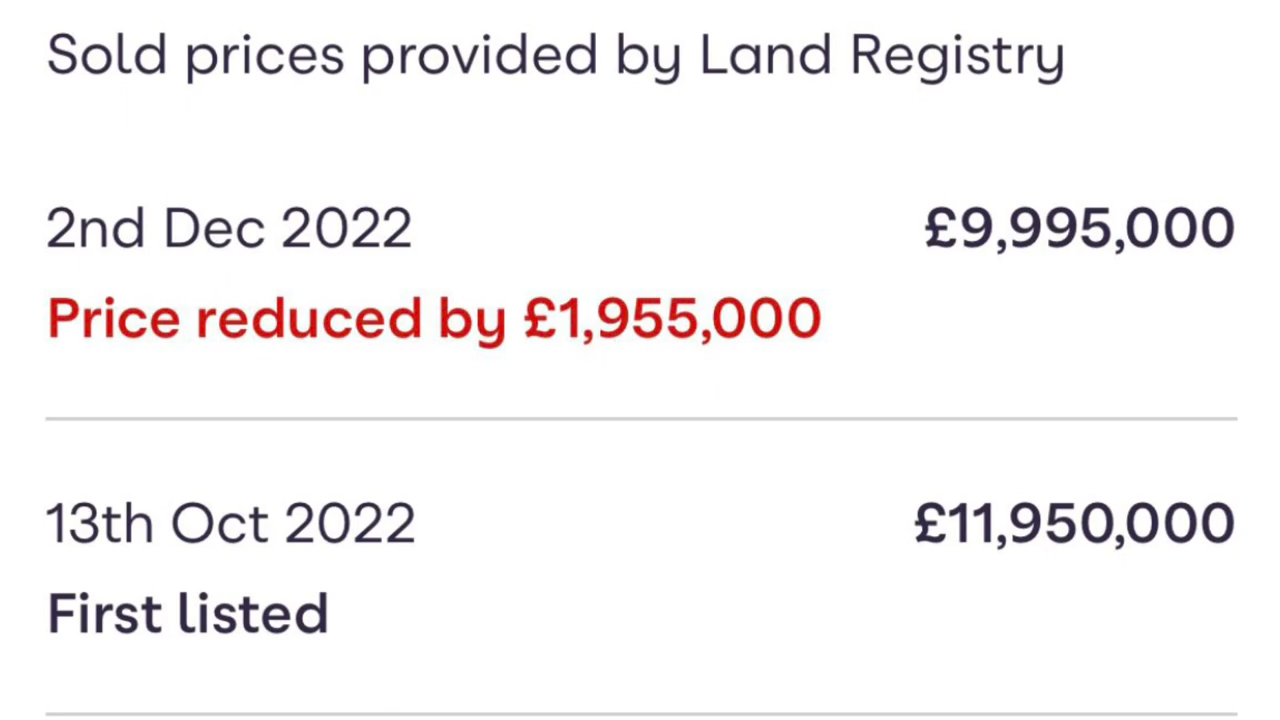 Sold prices provided by Land Registry
2nd Dec 2022 £9,995,000
Price reduced by £1,955,000
13th Oct 2022 £11,950,000
First listed